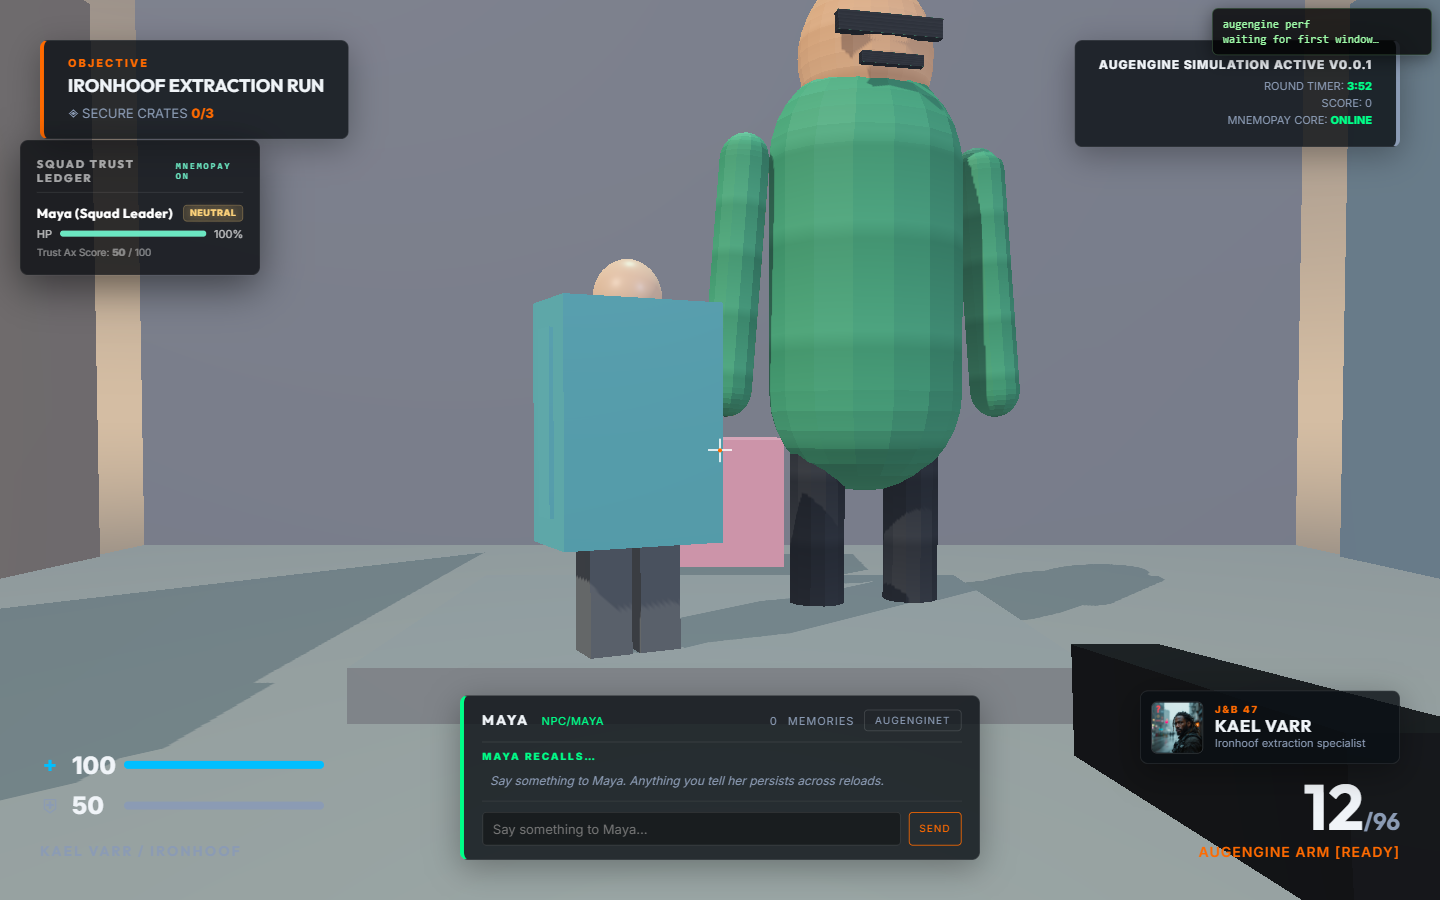 augengine perf
waiting for first window…
OBJECTIVE
IRONHOOF EXTRACTION RUN
◈ SECURE CRATES 0/3
AUGENGINE SIMULATION ACTIVE V0.0.1
ROUND TIMER: 3:52
SCORE: 0
MNEMOPAY CORE: ONLINE
SQUAD TRUST LEDGER
MNEMOPAY ON
Maya (Squad Leader) NEUTRAL
HP 100%
Trust Ax Score: 50 / 100
MAYA NPC/MAYA 0 MEMORIES AUGENGINET
MAYA RECALLS…
Say something to Maya. Anything you tell her persists across reloads.
Say something to Maya... SEND
+ 100
50
KAEL VARR / IRONHOOF
J&B 47
KAEL VARR
Ironhoof extraction specialist
12/96
AUGENGINE ARM [READY]